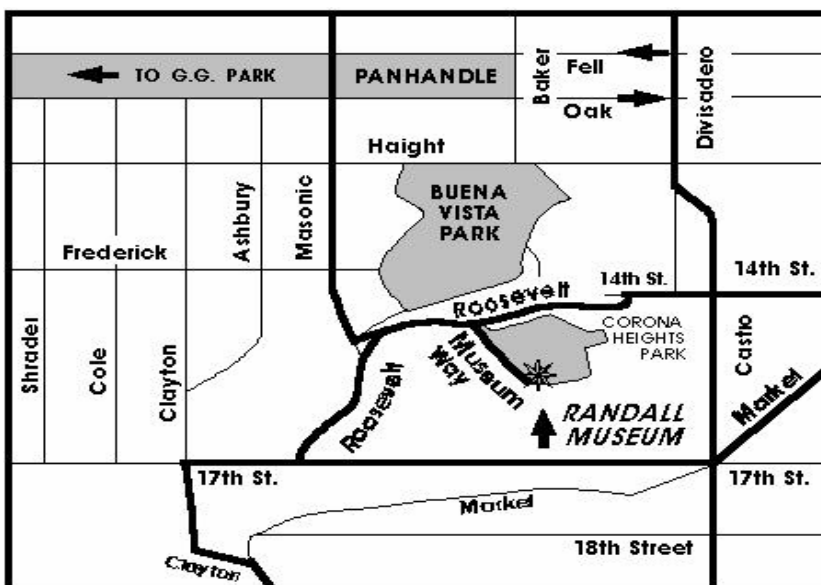 TO G.G. PARK
PANHANDLE
Baker
Fell
Oak
Divisadero
Haight
BUENA
VISTA
PARK
Ashbury
Masonic
Frederick
14th St.
14th St.
Roosevelt
CORONA
HEIGHTS
PARK
Shrader
Cole
Clayton
Roosevelt
Museum
Way
Castro
Market
RANDALL
MUSEUM
17th St.
17th St.
Market
18th Street
Clayton